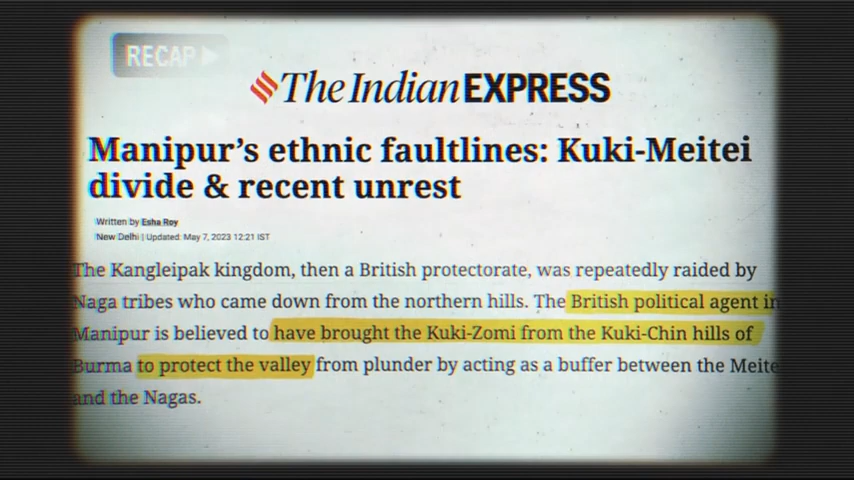 RECAP
The Indian EXPRESS
Manipur's ethnic faultlines: Kuki-Meitei
divide & recent unrest
Written by Esha Roy
New Delhi | Updated: May 7, 2023 12:21 IST
The Kangleipak kingdom, then a British protectorate, was repeatedly raided by
Naga tribes who came down from the northern hills. The British political agent in
Manipur is believed to have brought the Kuki-Zomi from the Kuki-Chin hills of
Burma to protect the valley from plunder by acting as a buffer between the Meite
and the Nagas.